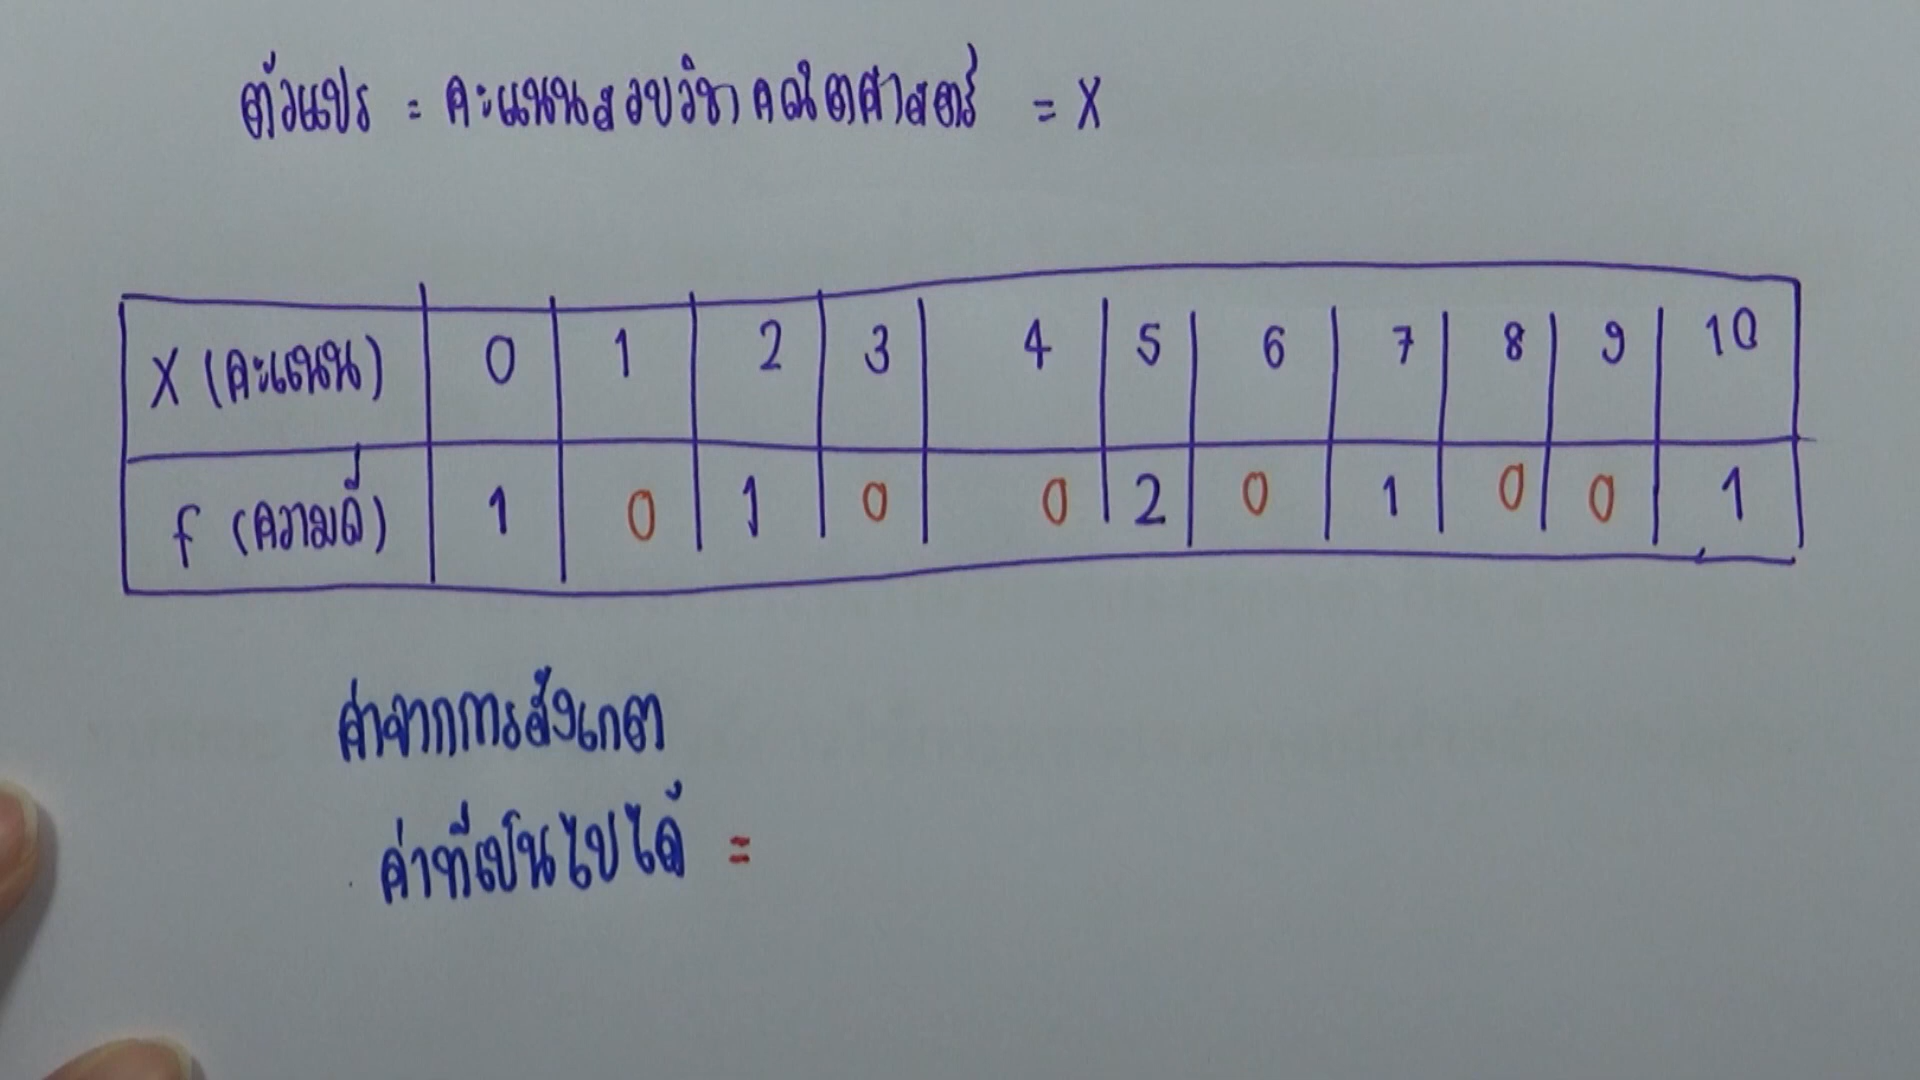 ตัวแปร = คะแนนสอบวิชาคณิตศาสตร์ = X
X (คะแนน) 0 1 2 3 4 5 6 7 8 9 10
f (ความถี่) 1 0 1 0 0 2 0 1 0 0 1
ค่าจากการสังเกต
ค่าที่เป็นไปได้ =